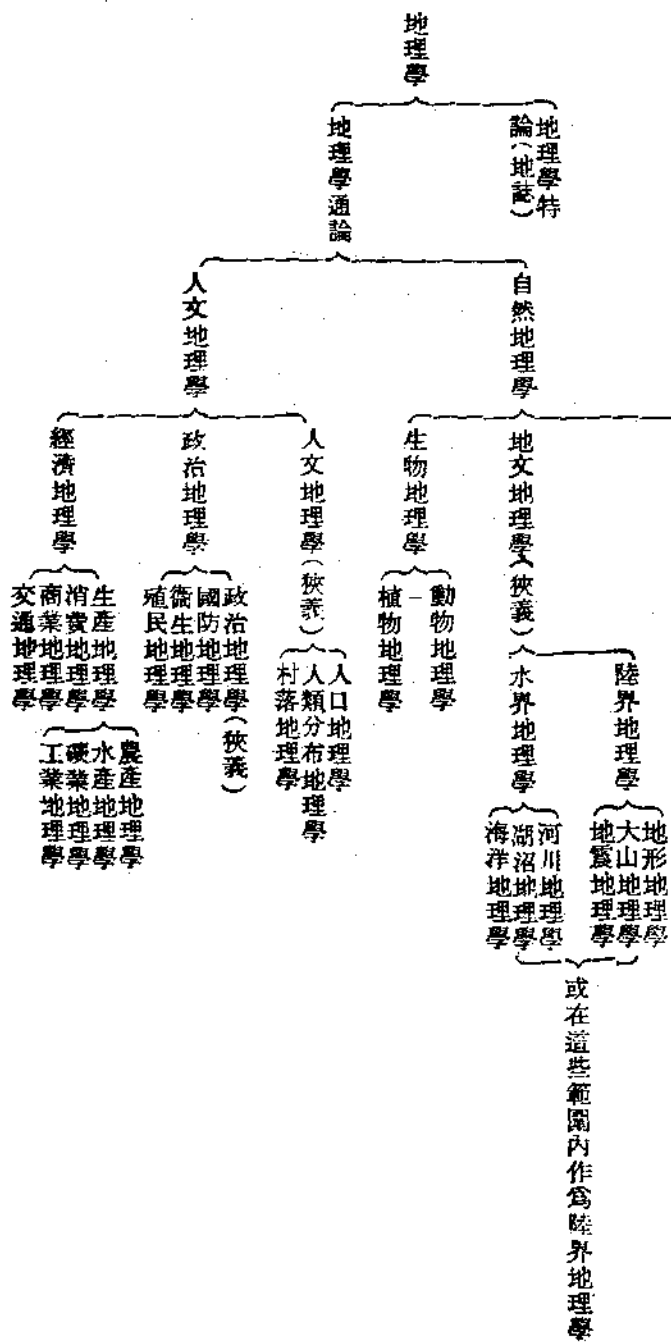 地理學
地理學特
論(地誌)
地理學通論
自然地理學
人文地理學
地文地理學(狹義)
生物地理學
陸界地理學
水界地理學
地形地理學
大山地理學
地震地理學
河川地理學
湖沼地理學
海洋地理學
或在這些範圍內作爲陸界地理學
動物地理學
植物地理學
人文地理學(狹義)
政治地理學
經濟地理學
人口地理學
人類分布地理學
村落地理學
政治地理學(狹義)
國防地理學
衞生地理學
殖民地理學
生產地理學
消費地理學
商業地理學
交通地理學
農產地理學
水產地理學
礦業地理學
工業地理學